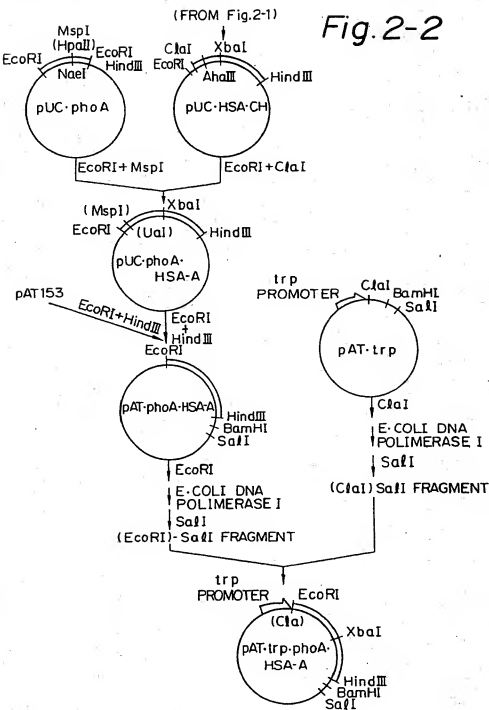 (FROM Fig.2-1)
Fig.2-2
MspI
(HpaII)
EcoRI
EcoRI
HindIII
NaeI
pUC·phoA
ClaI
XbaI
EcoRI
AhaIII
HindIII
pUC·HSA·CH
EcoRI+MspI
EcoRI+ClaI
(MspI)
XbaI
EcoRI
(UaI)
HindIII
pUC·phoA·
HSA-A
pAT153
EcoRI+HindIII
EcoRI
+
HindIII
EcoRI
pAT·phoA·HSA-A
HindIII
BamHI
SalI
EcoRI
E·COLI DNA
POLIMERASE I
SalI
(EcoRI)-SalI FRAGMENT
trp
PROMOTER
ClaI
BamHI
SalI
pAT·trp
ClaI
E·COLI DNA
POLIMERASE I
SalI
(ClaI)SalI FRAGMENT
trp
PROMOTER
EcoRI
(Cla)
XbaI
pAT·trp·phoA·
HSA-A
HindIII
BamHI
SalI